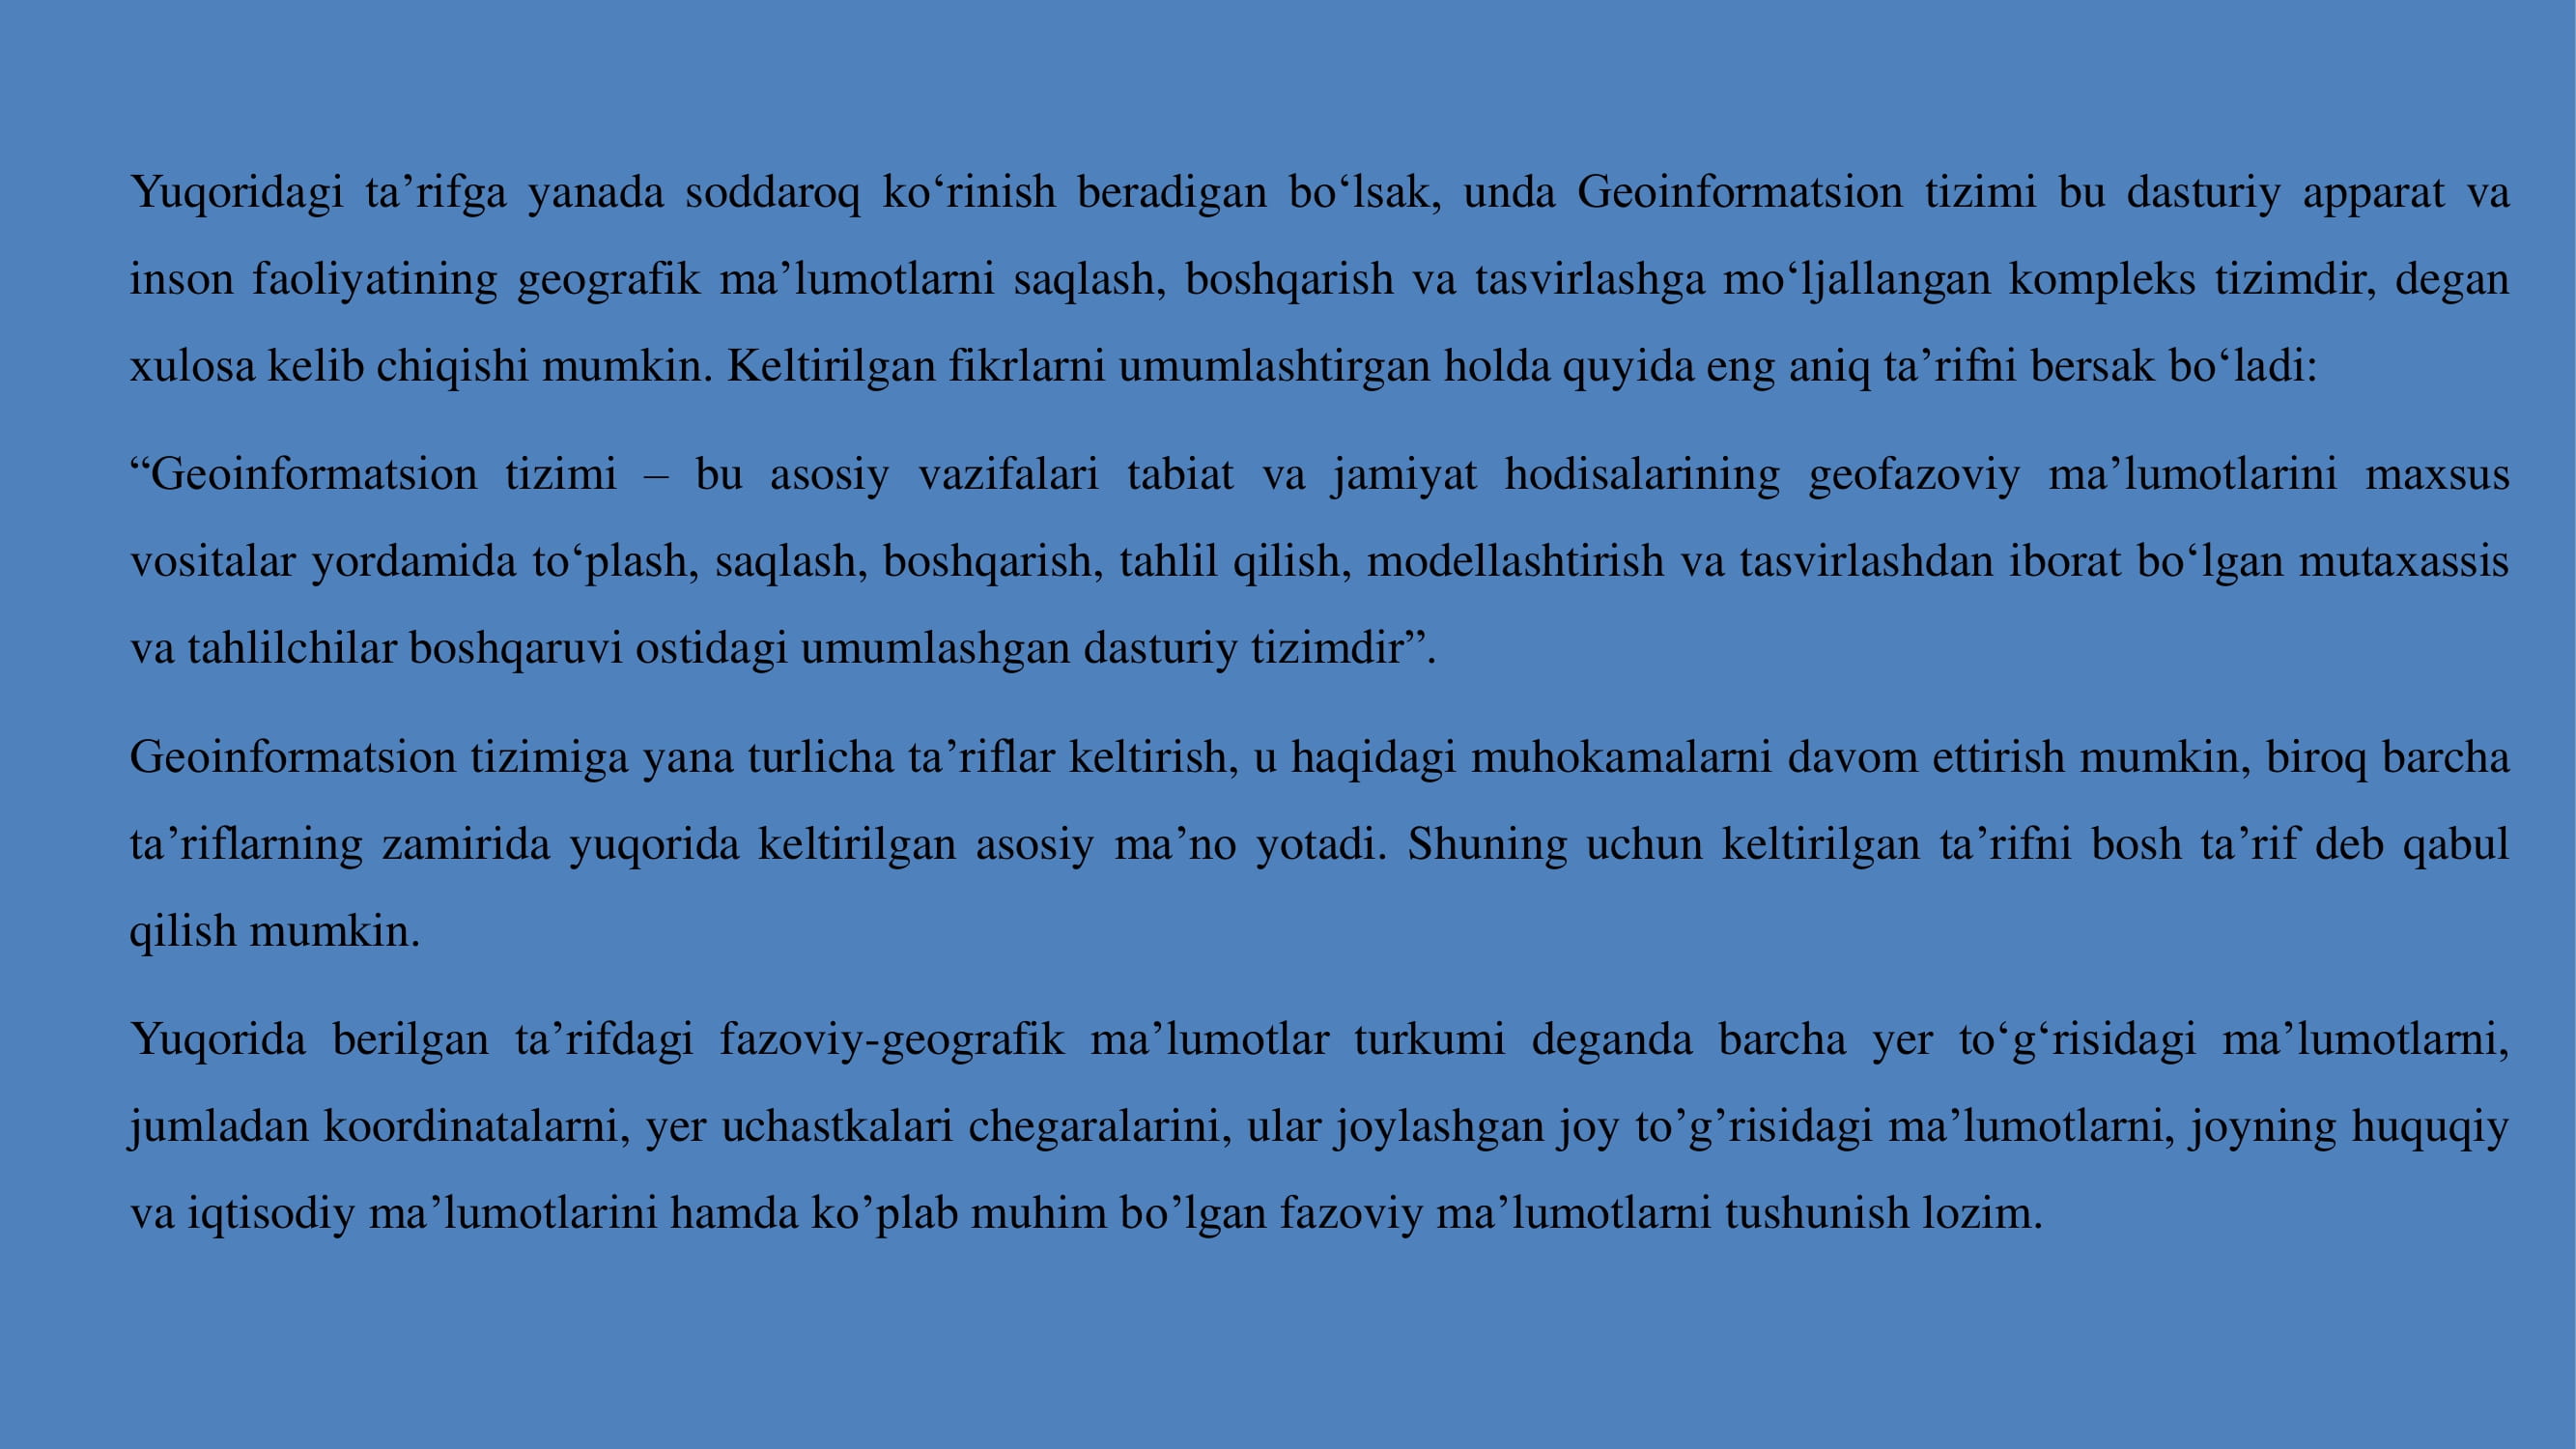 Yuqoridagi ta’rifga yanada soddaroq ko‘rinish beradigan bo‘lsak, unda Geoinformatsion tizimi bu dasturiy apparat va
inson faoliyatining geografik ma’lumotlarni saqlash, boshqarish va tasvirlashga mo‘ljallangan kompleks tizimdir, degan
xulosa kelib chiqishi mumkin. Keltirilgan fikrlarni umumlashtirgan holda quyida eng aniq ta’rifni bersak bo‘ladi:
“Geoinformatsion tizimi – bu asosiy vazifalari tabiat va jamiyat hodisalarining geofazoviy ma’lumotlarini maxsus
vositalar yordamida to‘plash, saqlash, boshqarish, tahlil qilish, modellashtirish va tasvirlashdan iborat bo‘lgan mutaxassis
va tahlilchilar boshqaruvi ostidagi umumlashgan dasturiy tizimdir”.
Geoinformatsion tizimiga yana turlicha ta’riflar keltirish, u haqidagi muhokamalarni davom ettirish mumkin, biroq barcha
ta’riflarning zamirida yuqorida keltirilgan asosiy ma’no yotadi. Shuning uchun keltirilgan ta’rifni bosh ta’rif deb qabul
qilish mumkin.
Yuqorida berilgan ta’rifdagi fazoviy-geografik ma’lumotlar turkumi deganda barcha yer to‘g‘risidagi ma’lumotlarni,
jumladan koordinatalarni, yer uchastkalari chegaralarini, ular joylashgan joy to’g’risidagi ma’lumotlarni, joyning huquqiy
va iqtisodiy ma’lumotlarini hamda ko’plab muhim bo’lgan fazoviy ma’lumotlarni tushunish lozim.